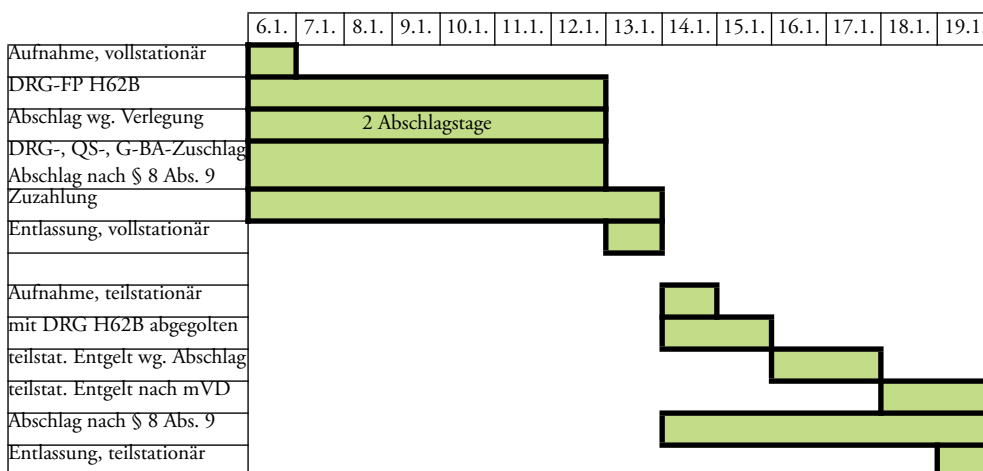 6.1. 7.1. 8.1. 9.1. 10.1. 11.1. 12.1. 13.1. 14.1. 15.1. 16.1. 17.1. 18.1. 19.1.
Aufnahme, vollstationär
DRG-FP H62B
Abschlag wg. Verlegung 2 Abschlagstage
DRG-, QS-, G-BA-Zuschlag
Abschlag nach § 8 Abs. 9
Zuzahlung
Entlassung, vollstationär
Aufnahme, teilstationär
mit DRG H62B abgegolten
teilstat. Entgelt wg. Abschlag
teilstat. Entgelt nach mVD
Abschlag nach § 8 Abs. 9
Entlassung, teilstationär